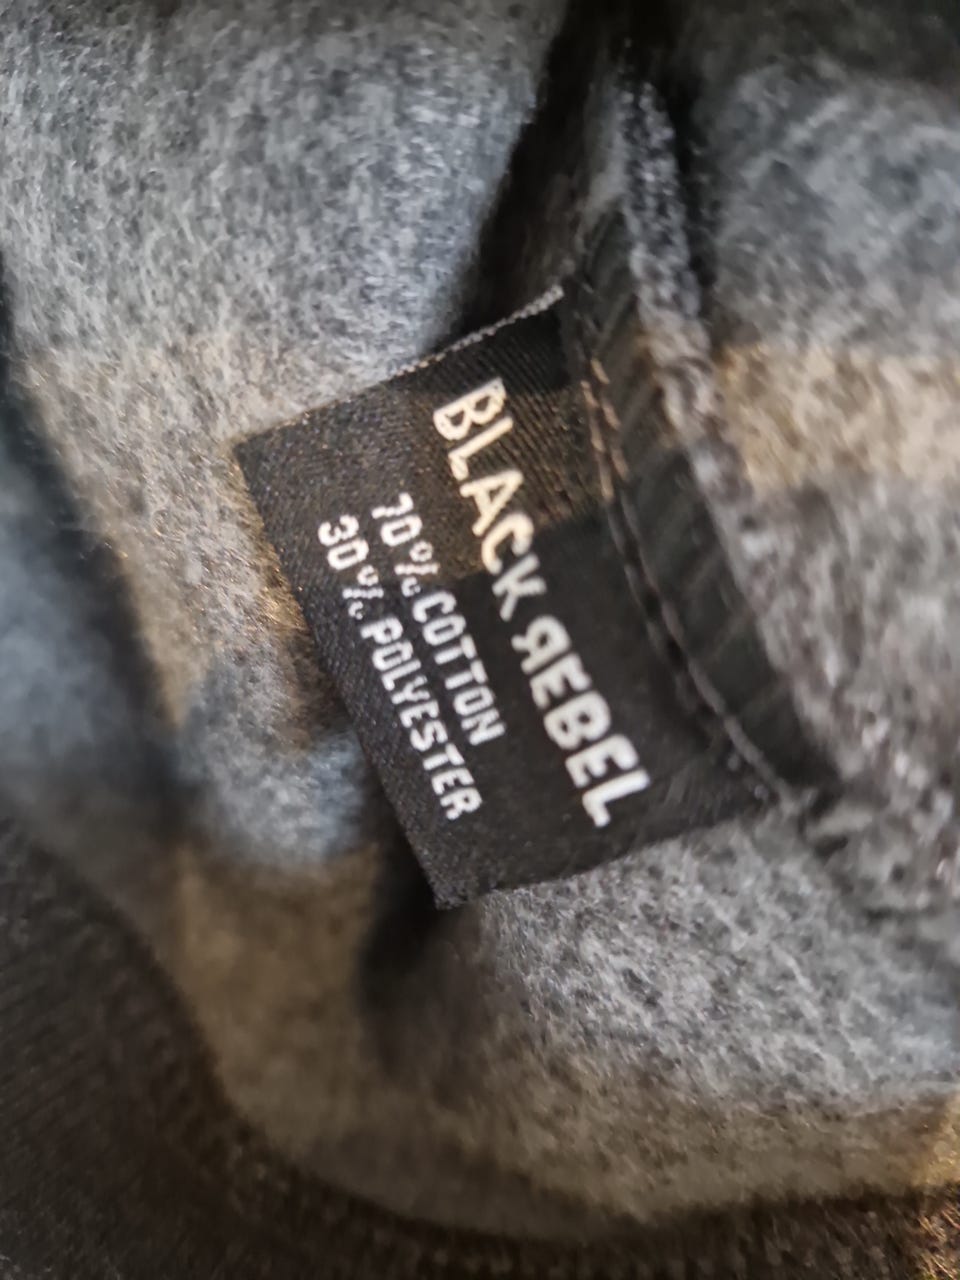 BLACK ЯEBEL
70% COTTON
30% POLYESTER